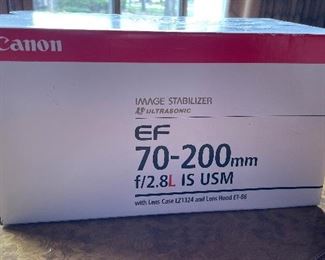 Canon
IMAGE STABILIZER
ULTRASONIC
EF
70-200mm
f/2.8L IS USM
with Lens Case LZ1324 and Lens Hood ET-86